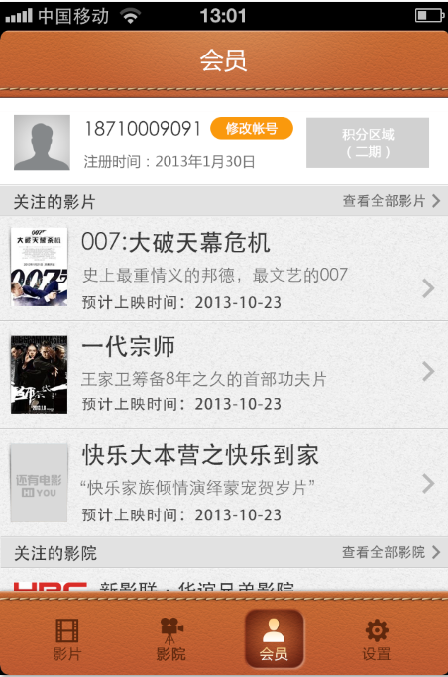 中国移动 13:01
会员
18710009091 修改帐号
注册时间：2013年1月30日
积分区域
（二期）
关注的影片 查看全部影片
007
大破天幕杀机
007
007:大破天幕危机
史上最重情义的邦德，最文艺的007
预计上映时间：2013-10-23
一代宗师
王家卫筹备8年之久的首部功夫片
预计上映时间：2013-10-23
还有电影
HI YOU
快乐大本营之快乐到家
“快乐家族倾情演绎蒙宠贺岁片”
预计上映时间：2013-10-23
关注的影院 查看全部影院
新影联·华谊兄弟影院
影片 影院 会员 设置